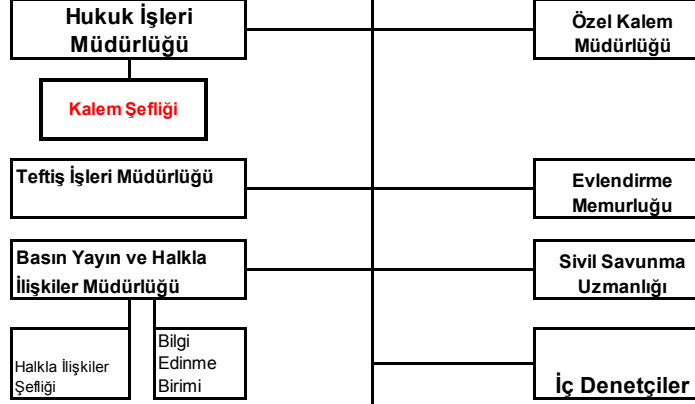 Hukuk İşleri
Müdürlüğü
Özel Kalem
Müdürlüğü
Kalem Şefliği
Teftiş İşleri Müdürlüğü
Evlendirme
Memurluğu
Basın Yayın ve Halkla
İlişkiler Müdürlüğü
Sivil Savunma
Uzmanlığı
Halkla İlişkiler
Şefliği
Bilgi
Edinme
Birimi
İç Denetçiler